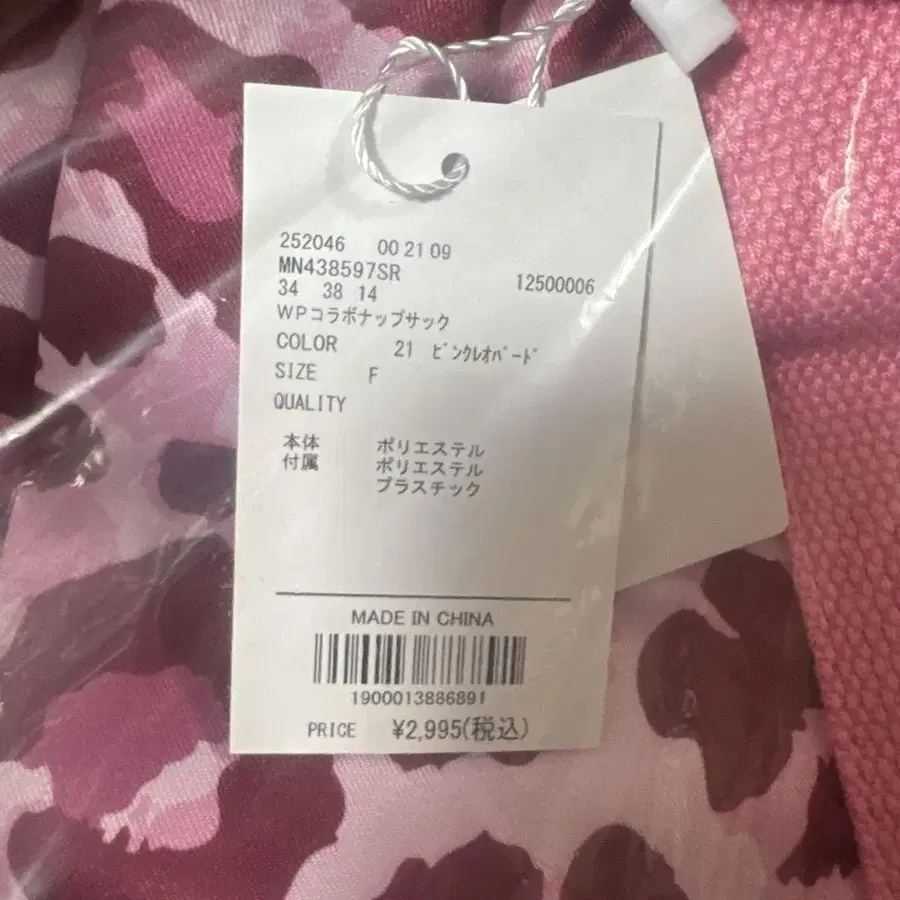 252046 00 21 09
MN438597SR
12500006
34 38 14
WPコラボナップサック
COLOR 21 ﾋﾟﾝｸﾚｵﾊﾟｰﾄﾞ
SIZE F
QUALITY
本体 ポリエステル
付属 ポリエステル
プラスチック
MADE IN CHINA
1900013886891
PRICE ¥2,995(税込)